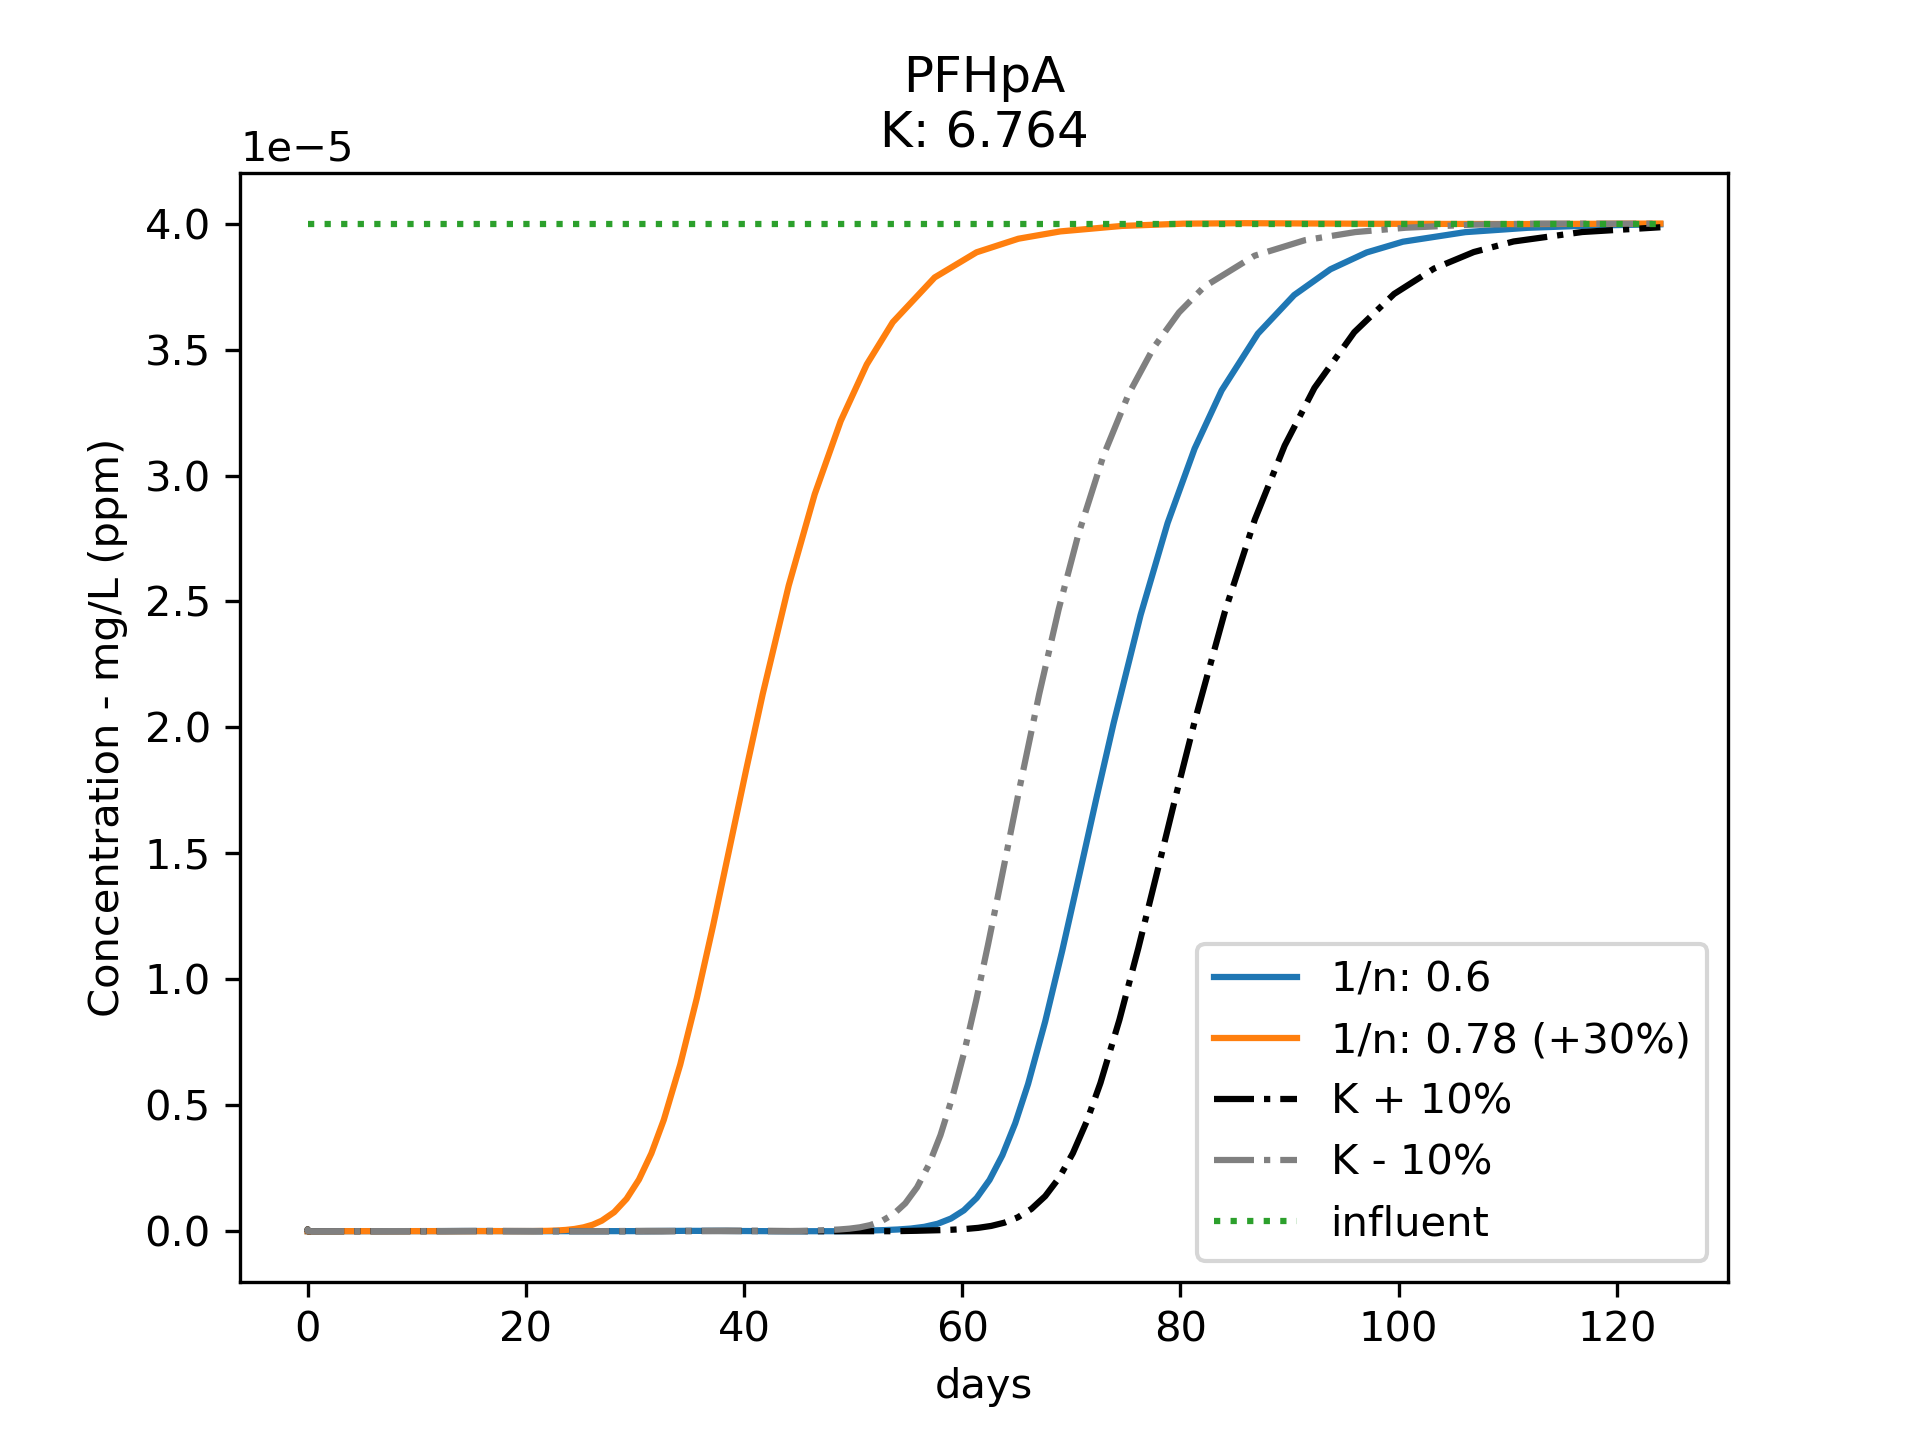 PFHpA
K: 6.764
1e−5
4.0
3.5
3.0
2.5
2.0
1.5
1.0
0.5
0.0
Concentration - mg/L (ppm)
0 20 40 60 80 100 120
days
1/n: 0.6
1/n: 0.78 (+30%)
K + 10%
K - 10%
influent